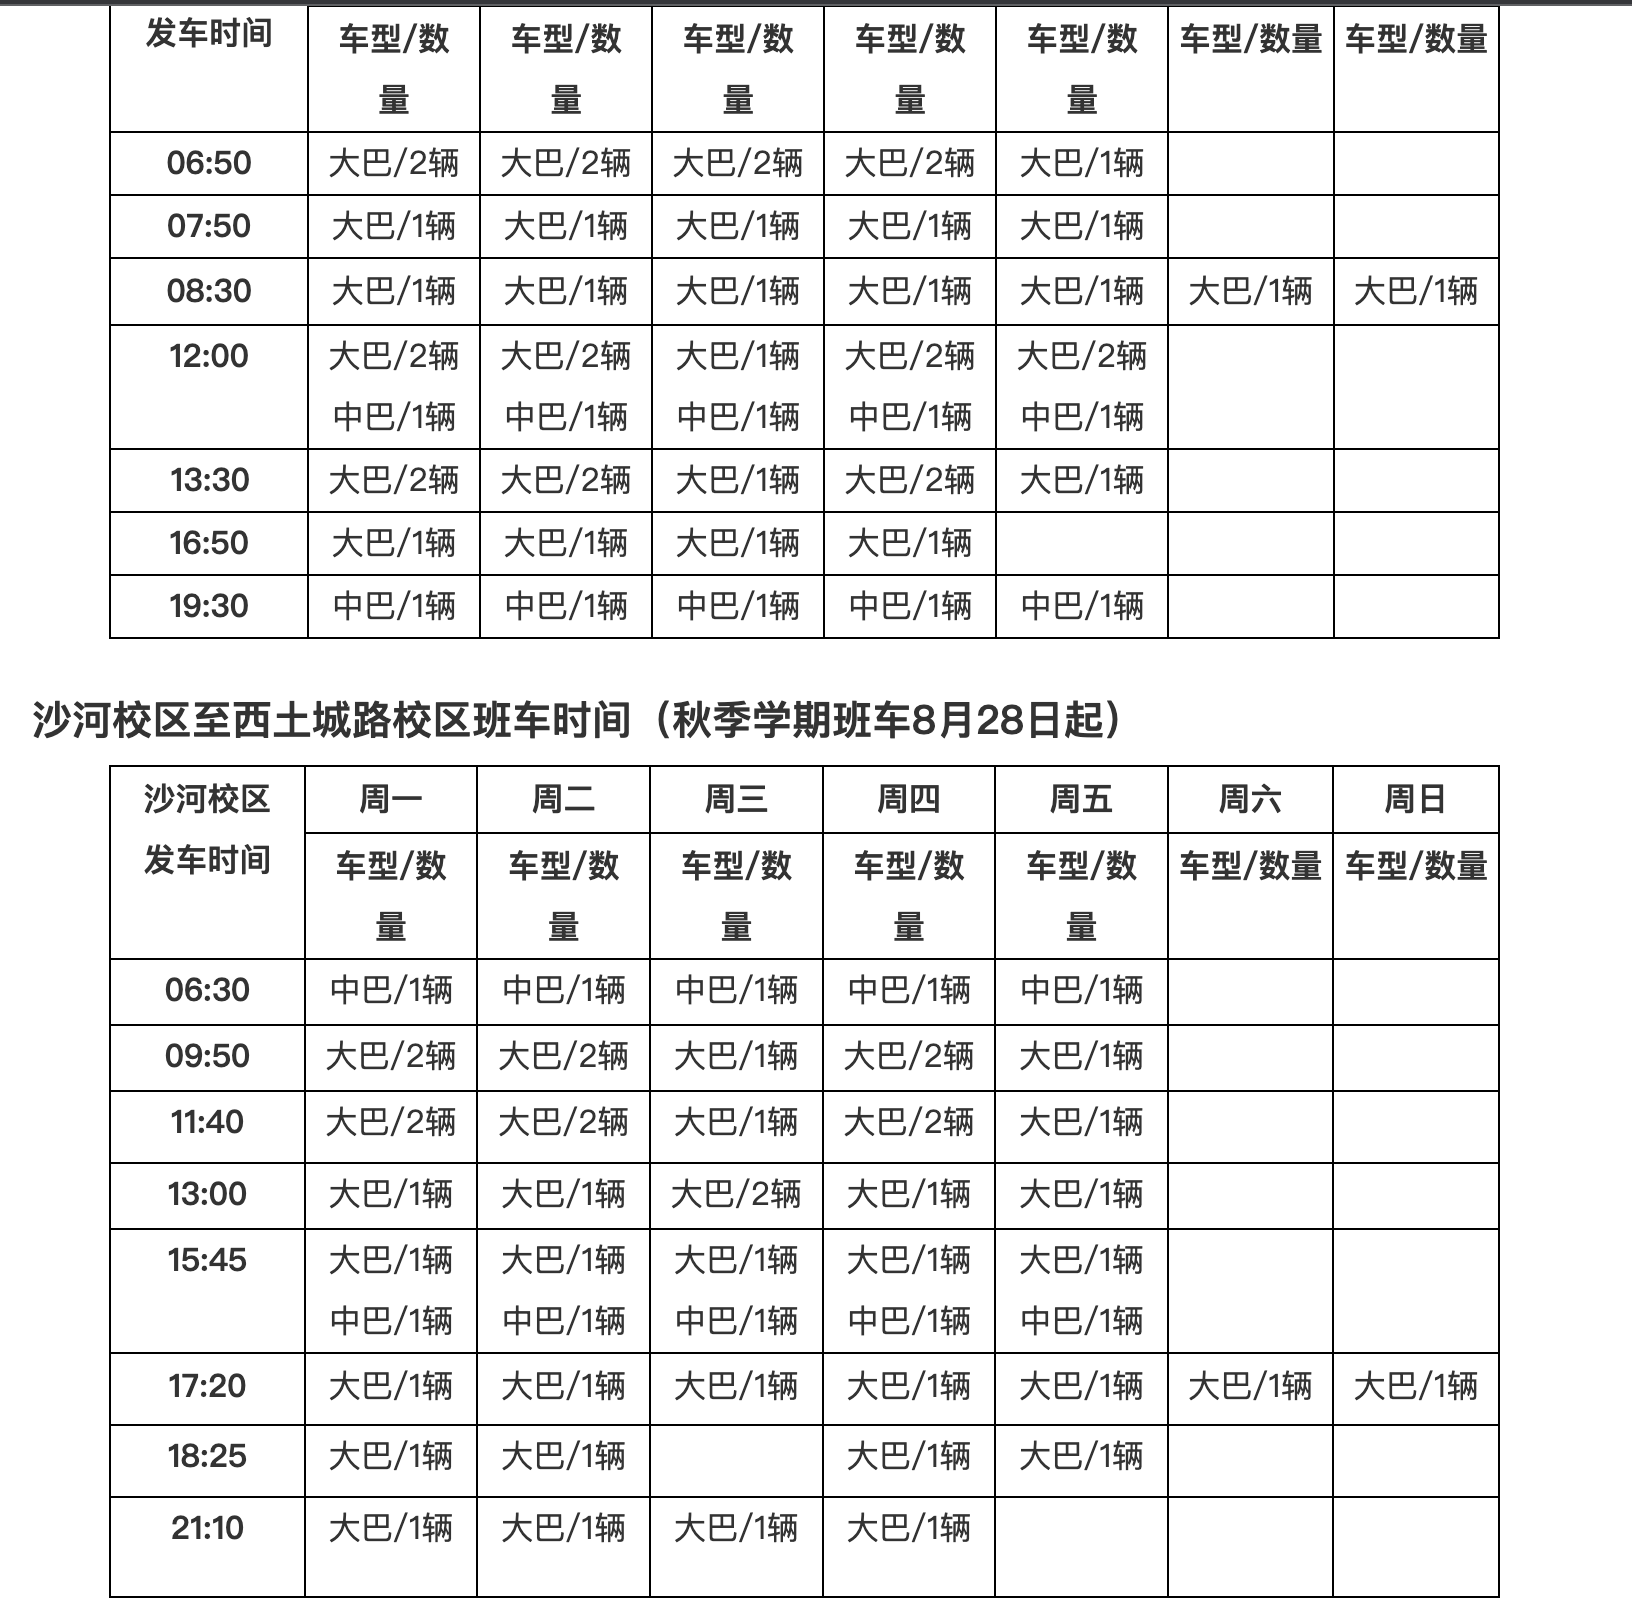 发车时间 车型/数量 车型/数量 车型/数量 车型/数量 车型/数量 车型/数量 车型/数量
06:50 大巴/2辆 大巴/2辆 大巴/2辆 大巴/2辆 大巴/1辆
07:50 大巴/1辆 大巴/1辆 大巴/1辆 大巴/1辆 大巴/1辆
08:30 大巴/1辆 大巴/1辆 大巴/1辆 大巴/1辆 大巴/1辆 大巴/1辆 大巴/1辆
12:00 大巴/2辆 大巴/2辆 大巴/1辆 大巴/2辆 大巴/2辆
中巴/1辆 中巴/1辆 中巴/1辆 中巴/1辆 中巴/1辆
13:30 大巴/2辆 大巴/2辆 大巴/1辆 大巴/2辆 大巴/1辆
16:50 大巴/1辆 大巴/1辆 大巴/1辆 大巴/1辆
19:30 中巴/1辆 中巴/1辆 中巴/1辆 中巴/1辆 中巴/1辆
沙河校区至西土城路校区班车时间（秋季学期班车8月28日起）
沙河校区 周一 周二 周三 周四 周五 周六 周日
发车时间 车型/数量 车型/数量 车型/数量 车型/数量 车型/数量 车型/数量 车型/数量
06:30 中巴/1辆 中巴/1辆 中巴/1辆 中巴/1辆 中巴/1辆
09:50 大巴/2辆 大巴/2辆 大巴/1辆 大巴/2辆 大巴/1辆
11:40 大巴/2辆 大巴/2辆 大巴/1辆 大巴/2辆 大巴/1辆
13:00 大巴/1辆 大巴/1辆 大巴/2辆 大巴/1辆 大巴/1辆
15:45 大巴/1辆 大巴/1辆 大巴/1辆 大巴/1辆 大巴/1辆
中巴/1辆 中巴/1辆 中巴/1辆 中巴/1辆 中巴/1辆
17:20 大巴/1辆 大巴/1辆 大巴/1辆 大巴/1辆 大巴/1辆 大巴/1辆 大巴/1辆
18:25 大巴/1辆 大巴/1辆 大巴/1辆 大巴/1辆
21:10 大巴/1辆 大巴/1辆 大巴/1辆 大巴/1辆